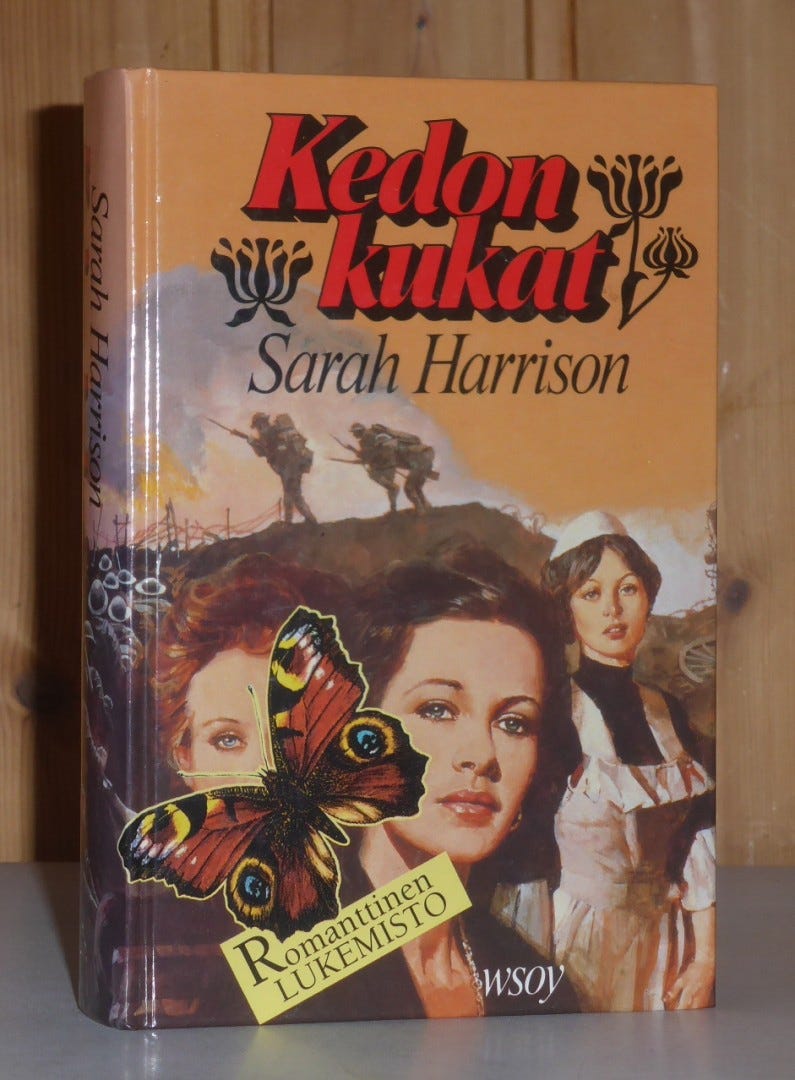 Kedon
kukat
Sarah Harrison
Sarah Harrison
Romanttinen
LUKEMISTO
wsoy